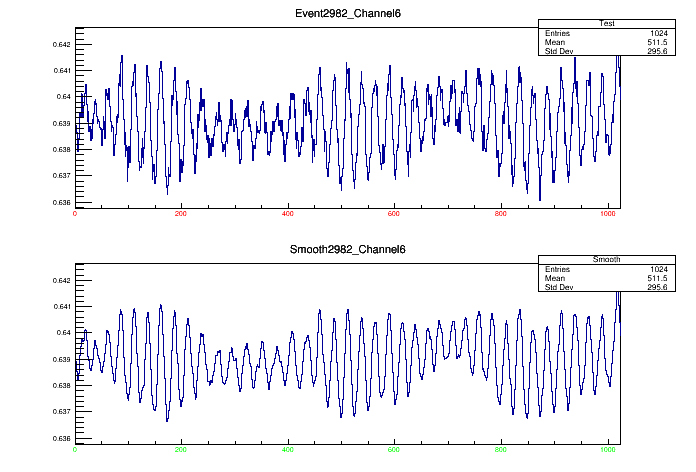 Event2982_Channel6
Test
Entries 1024
Mean 511.5
Std Dev 295.6
0.642
0.641
0.64
0.639
0.638
0.637
0.636
0 200 400 600 800 1000
Smooth2982_Channel6
Smooth
Entries 1024
Mean 511.5
Std Dev 295.6
0.642
0.641
0.64
0.639
0.638
0.637
0.636
0 200 400 600 800 1000